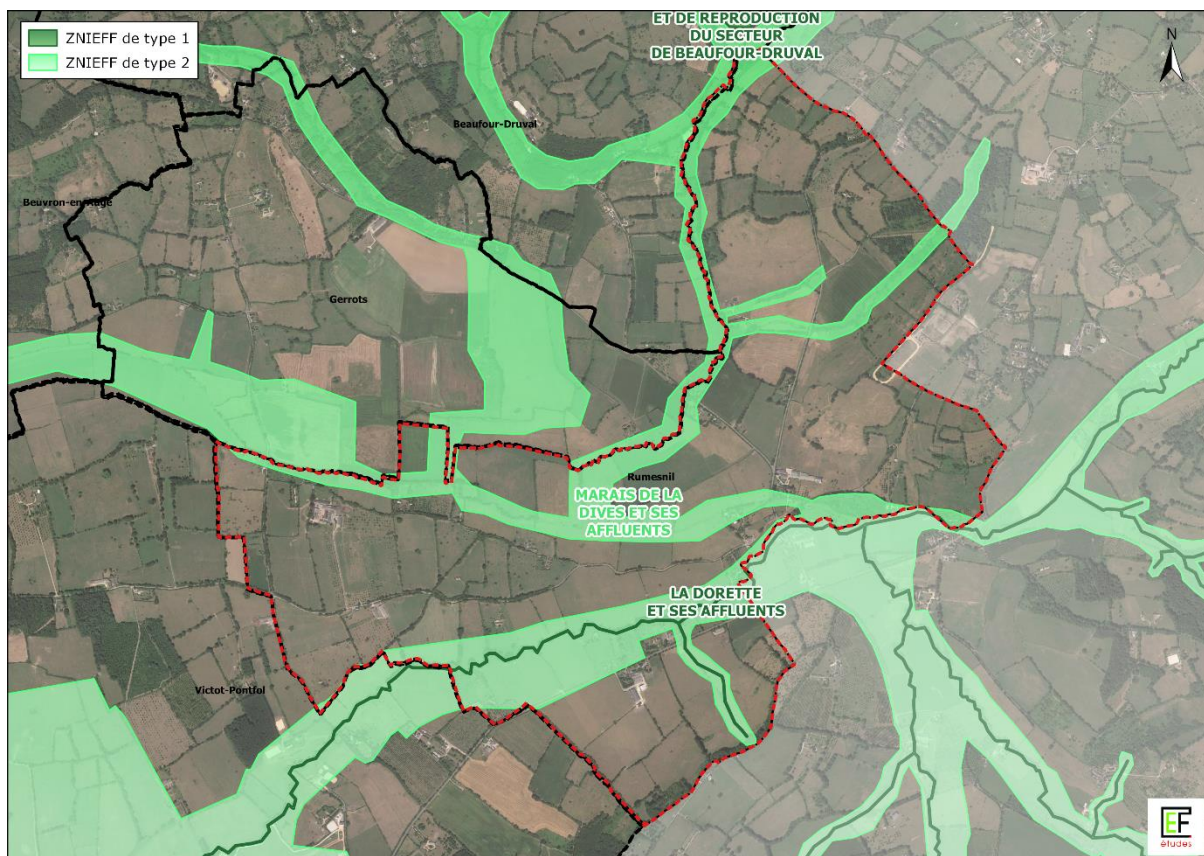 ZNIEFF de type 1
ZNIEFF de type 2
ET DE REPRODUCTION
DU SECTEUR
DE BEAUFOUR-DRUVAL
N
Beaufour-Druval
Beuvron-en-Auge
Gerrots
Rumesnil
MARAIS DE LA
DIVES ET SES
AFFLUENTS
LA DORETTE
ET SES AFFLUENTS
Victot-Pontfol
CEF
études